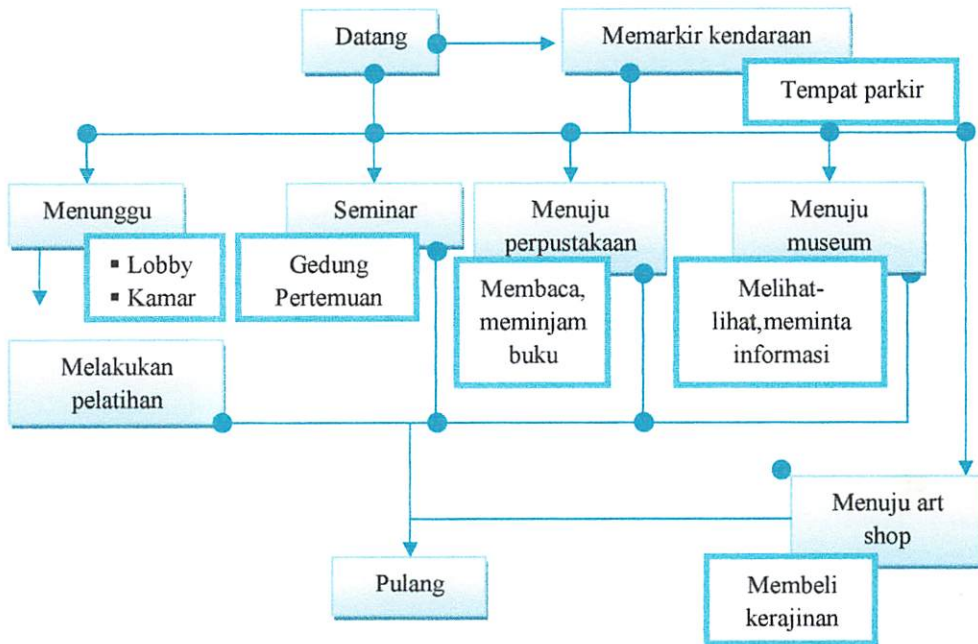 Datang
Memarkir kendaraan
Tempat parkir
Menunggu
▪ Lobby
▪ Kamar
Seminar
Gedung
Pertemuan
Menuju
perpustakaan
Membaca,
meminjam
buku
Menuju
museum
Melihat-
lihat,meminta
informasi
Melakukan
pelatihan
Menuju art
shop
Membeli
kerajinan
Pulang